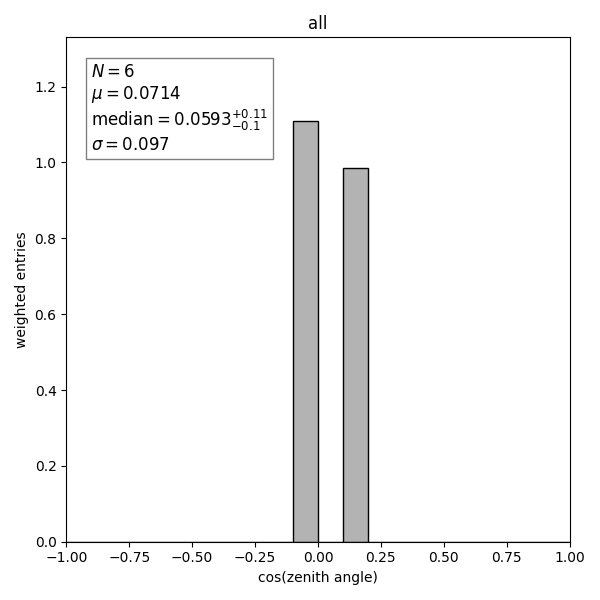 all
N = 6
μ = 0.0714
median = 0.0593 +0.11 −0.1
σ = 0.097
weighted entries
1.2
1.0
0.8
0.6
0.4
0.2
0.0
−1.00 −0.75 −0.50 −0.25 0.00 0.25 0.50 0.75 1.00
cos(zenith angle)